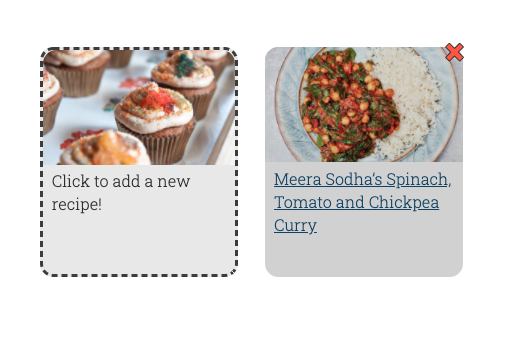 Click to add a new
recipe!
Meera Sodha's Spinach,
Tomato and Chickpea
Curry